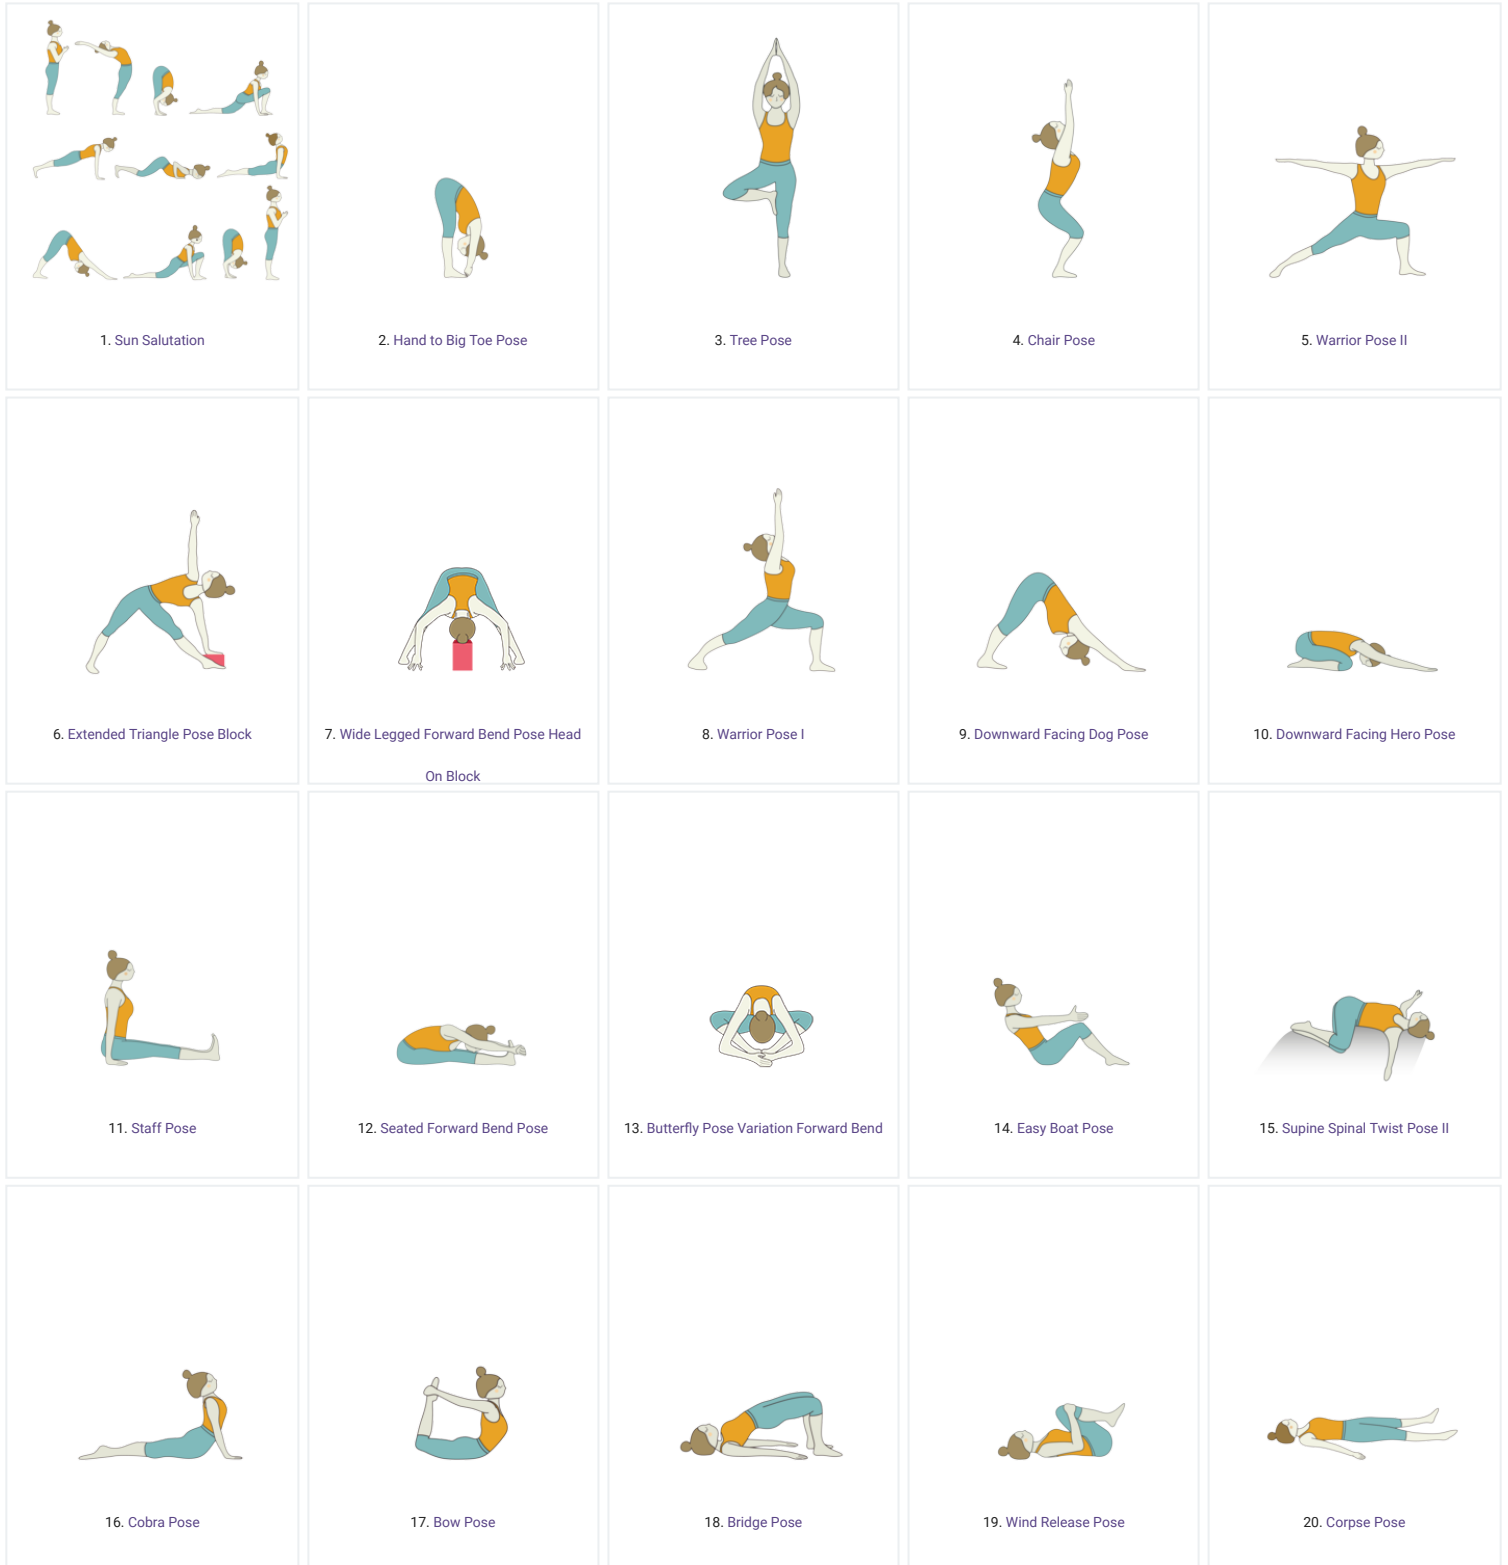 1. Sun Salutation
2. Hand to Big Toe Pose
3. Tree Pose
4. Chair Pose
5. Warrior Pose II
6. Extended Triangle Pose Block
7. Wide Legged Forward Bend Pose Head
On Block
8. Warrior Pose I
9. Downward Facing Dog Pose
10. Downward Facing Hero Pose
11. Staff Pose
12. Seated Forward Bend Pose
13. Butterfly Pose Variation Forward Bend
14. Easy Boat Pose
15. Supine Spinal Twist Pose II
16. Cobra Pose
17. Bow Pose
18. Bridge Pose
19. Wind Release Pose
20. Corpse Pose